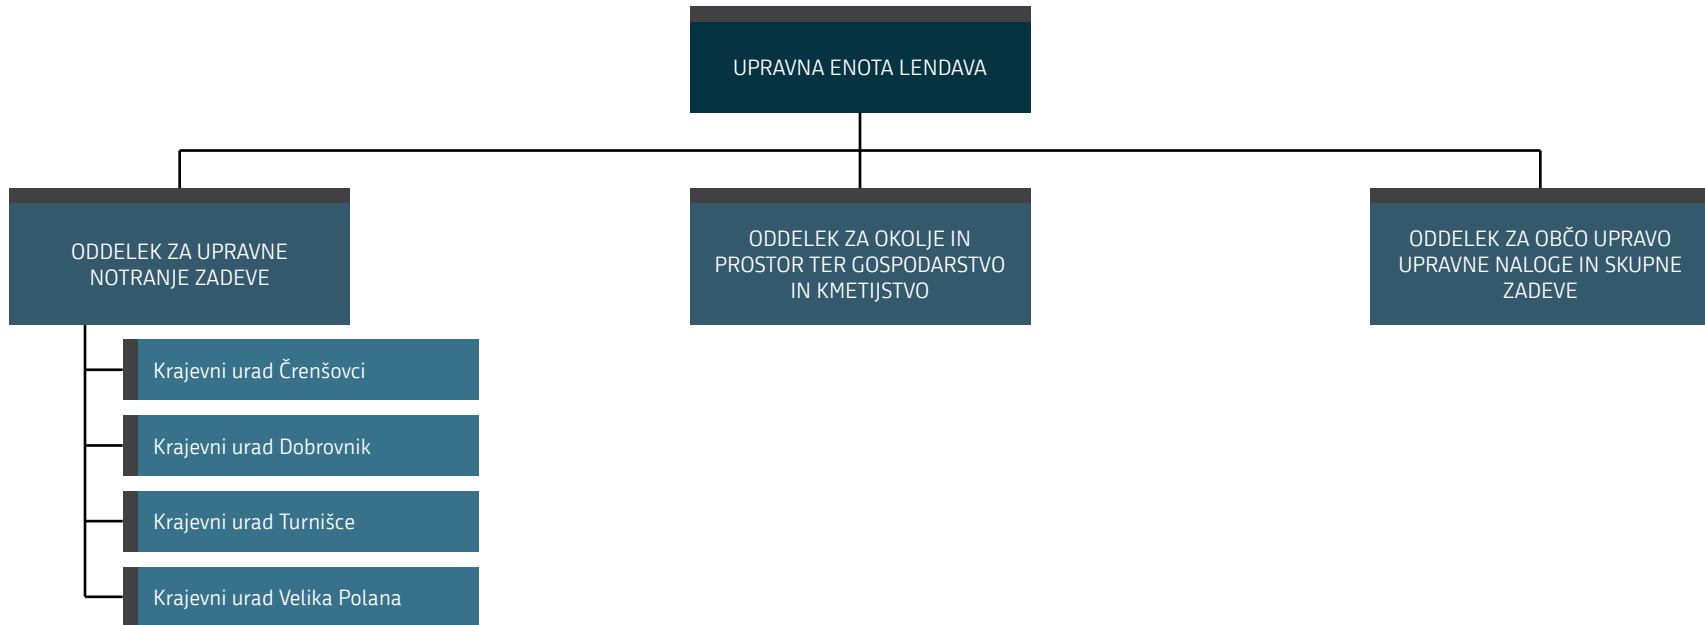 UPRAVNA ENOTA LENDAVA
ODDELEK ZA UPRAVNE
NOTRANJE ZADEVE
ODDELEK ZA OKOLJE IN
PROSTOR TER GOSPODARSTVO
IN KMETIJSTVO
ODDELEK ZA OBČO UPRAVO
UPRAVNE NALOGE IN SKUPNE
ZADEVE
Krajevni urad Črenšovci
Krajevni urad Dobrovnik
Krajevni urad Turnišce
Krajevni urad Velika Polana